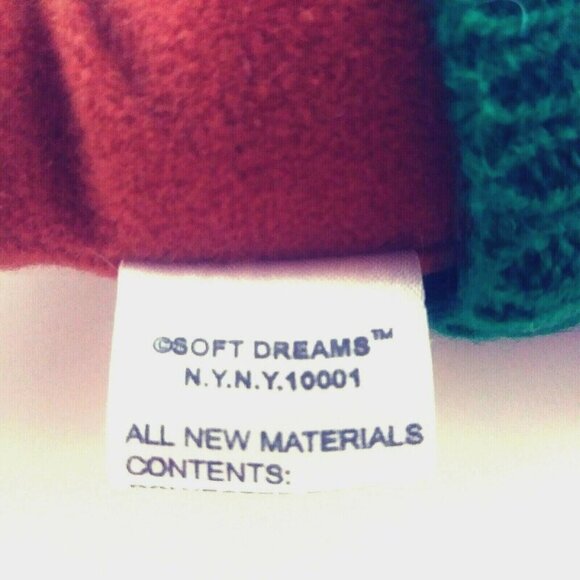 ©SOFT DREAMS™
N.Y.N.Y.10001
ALL NEW MATERIALS
CONTENTS: